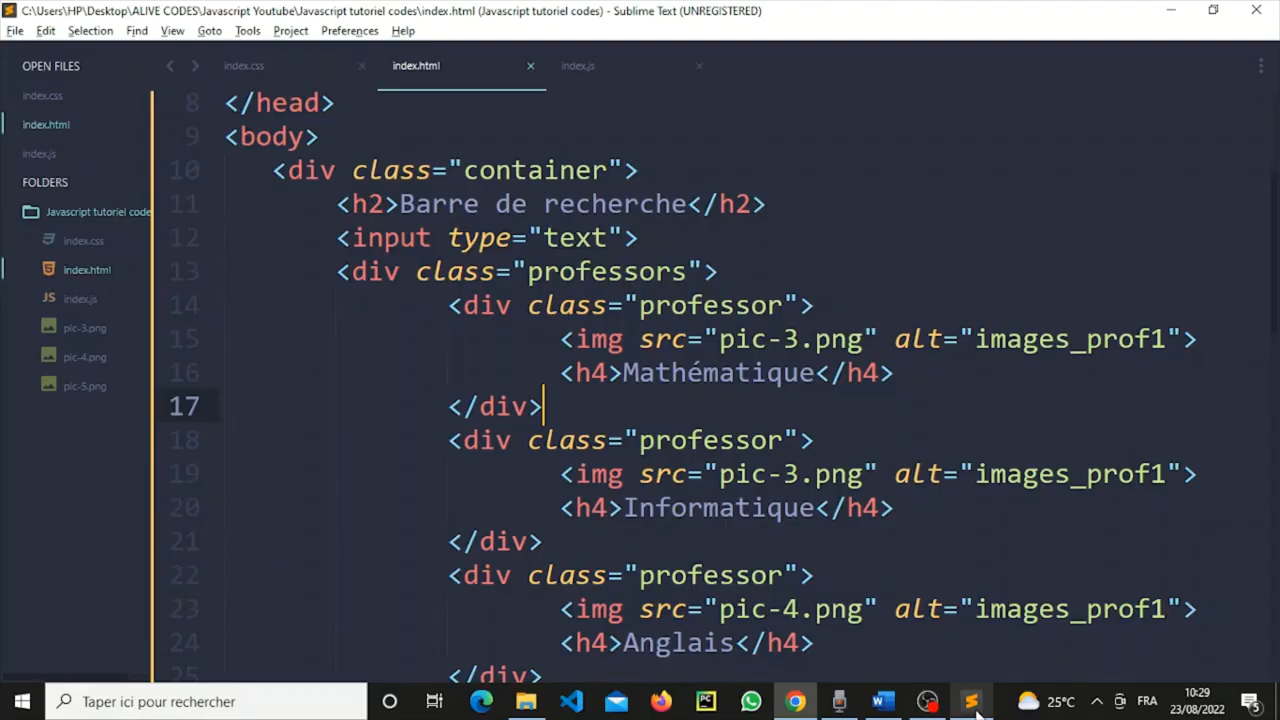 C:\Users\HP\Desktop\ALIVE CODES\Javascript Youtube\Javascript tutoriel codes\index.html (Javascript tutoriel codes) - Sublime Text (UNREGISTERED)
File Edit Selection Find View Goto Tools Project Preferences Help
OPEN FILES
index.css
index.html
index.js
FOLDERS
Javascript tutoriel code
index.css
index.html
JS index.js
pic-3.png
pic-4.png
pic-5.png
index.css index.html index.js
8 </head>
9 <body>
10 <div class="container">
11 <h2>Barre de recherche</h2>
12 <input type="text">
13 <div class="professors">
14 <div class="professor">
15 <img src="pic-3.png" alt="images_prof1">
16 <h4>Mathématique</h4>
17 </div>
18 <div class="professor">
19 <img src="pic-3.png" alt="images_prof1">
20 <h4>Informatique</h4>
21 </div>
22 <div class="professor">
23 <img src="pic-4.png" alt="images_prof1">
24 <h4>Anglais</h4>
25 </div>
Taper ici pour rechercher
25°C FRA 10:29
23/08/2022 5